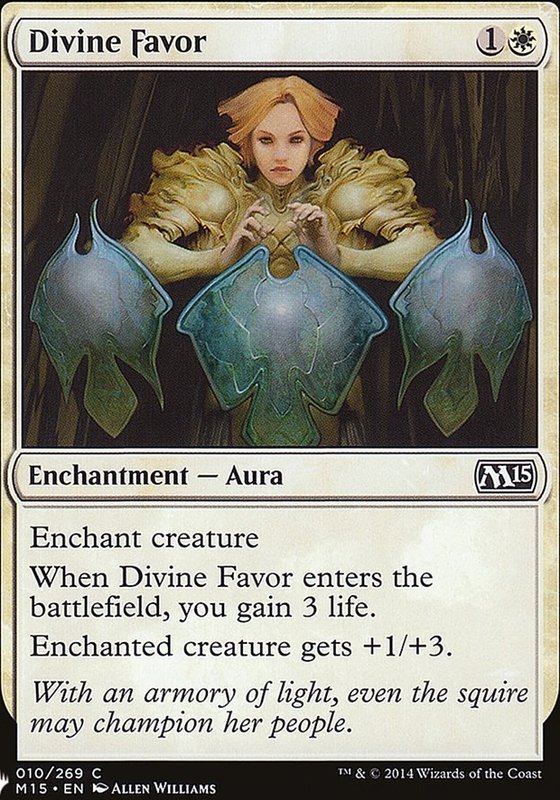 Divine Favor 1
Enchantment — Aura M15
Enchant creature
When Divine Favor enters the
battlefield, you gain 3 life.
Enchanted creature gets +1/+3.
With an armory of light, even the squire
may champion her people.
010/269 C
M15 • EN Allen Williams
™ & © 2014 Wizards of the Coast